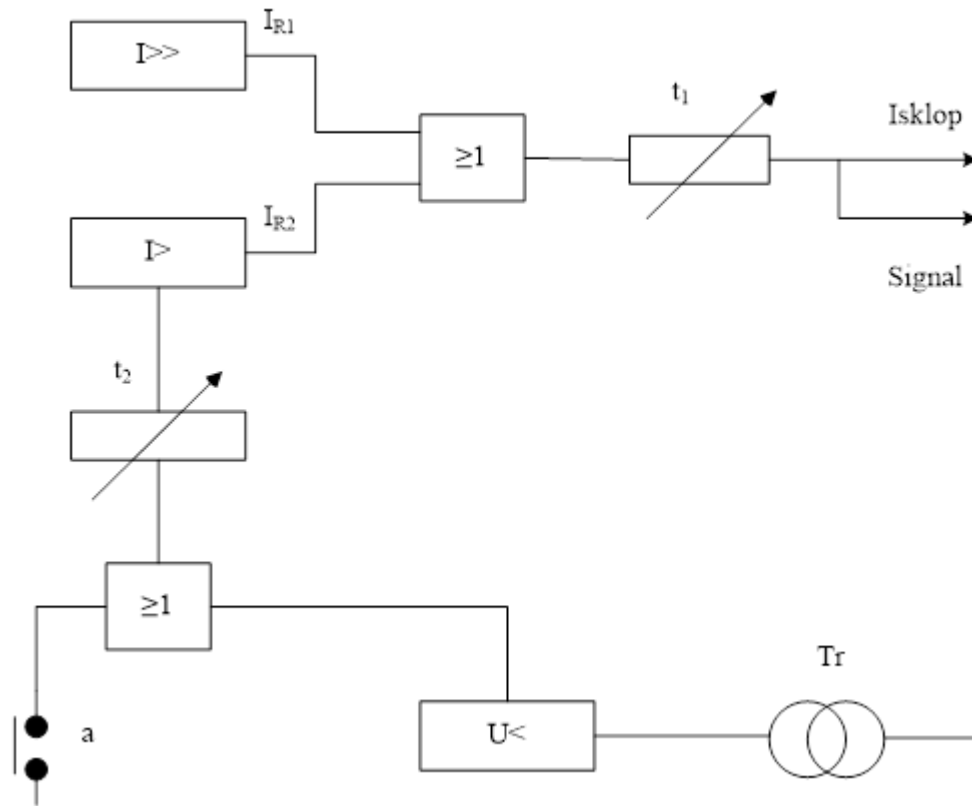 I>>
I_R1
t_1
Isklop
≥1
I>
I_R2
Signal
t_2
≥1
Tr
a
U<